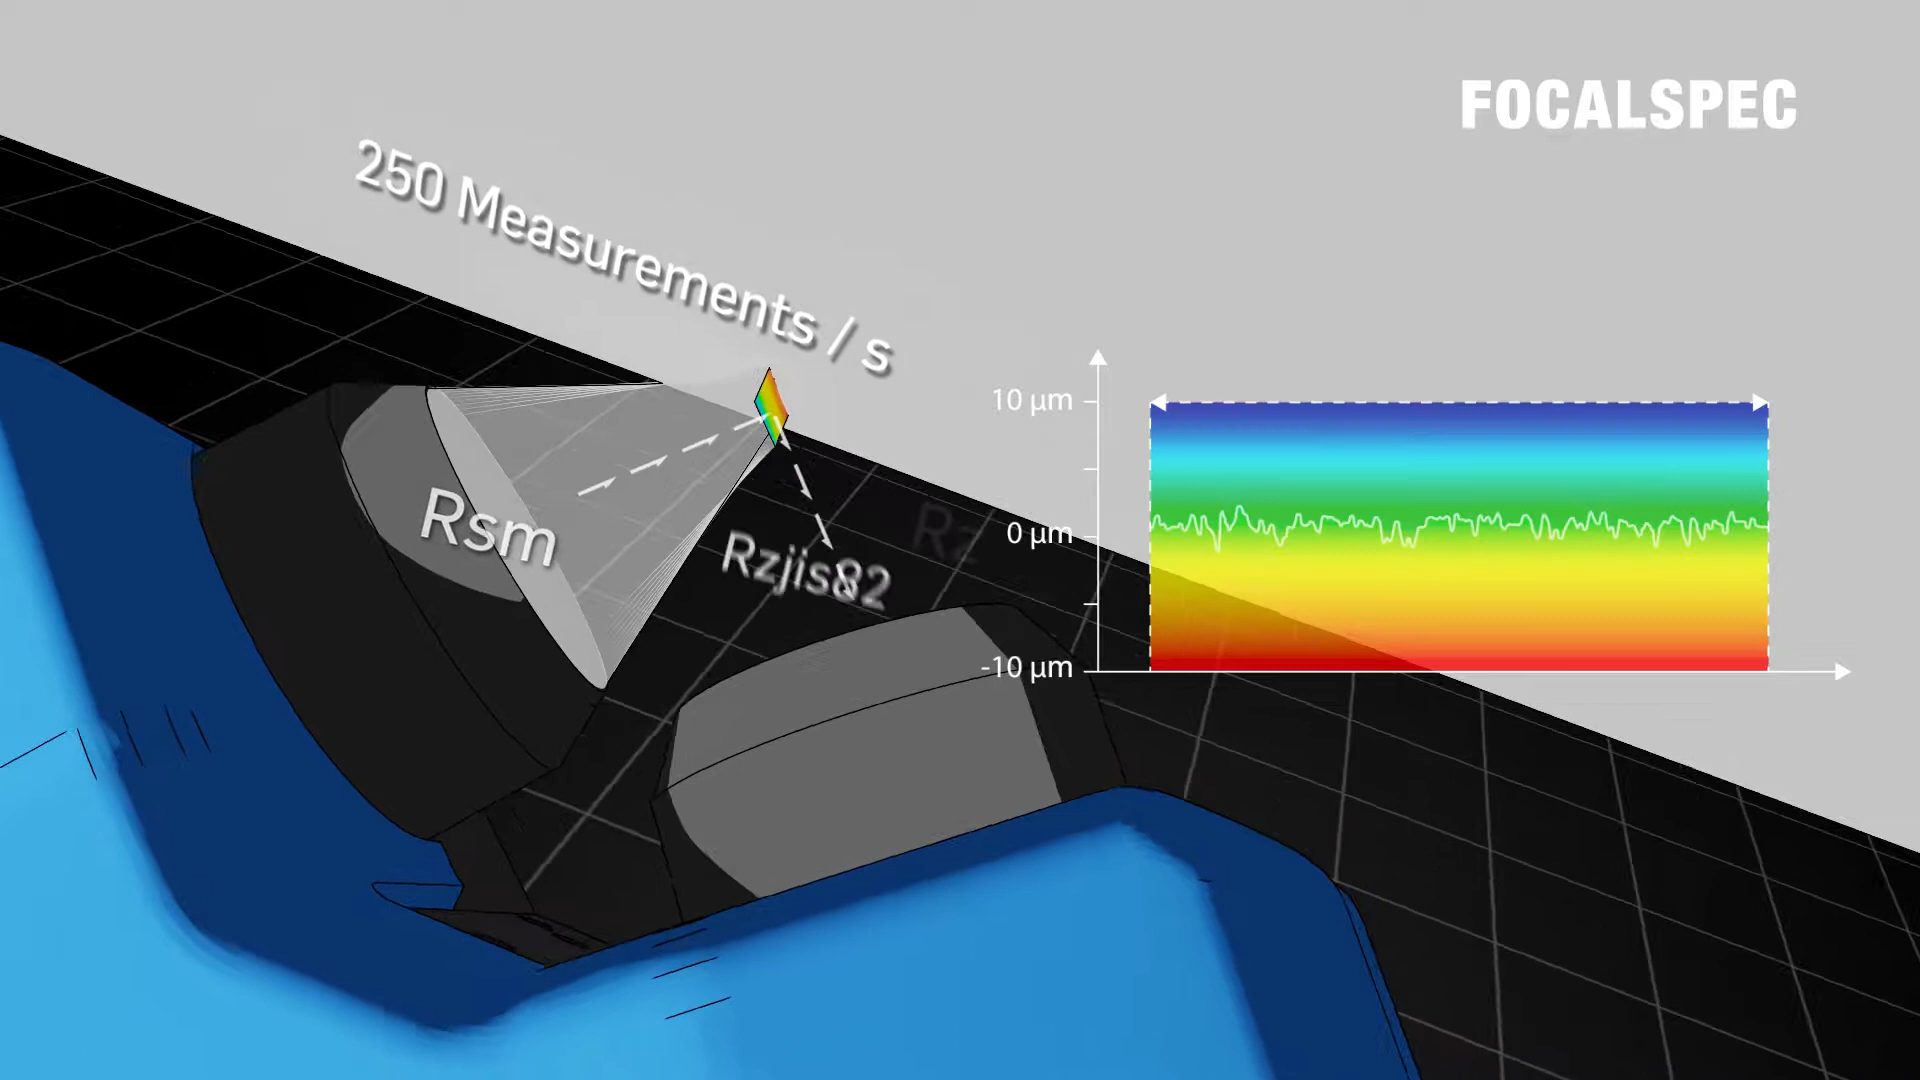 FOCALSPEC
250 Measurements / s
10 µm
0 µm
-10 µm
Rsm
Rzjis82